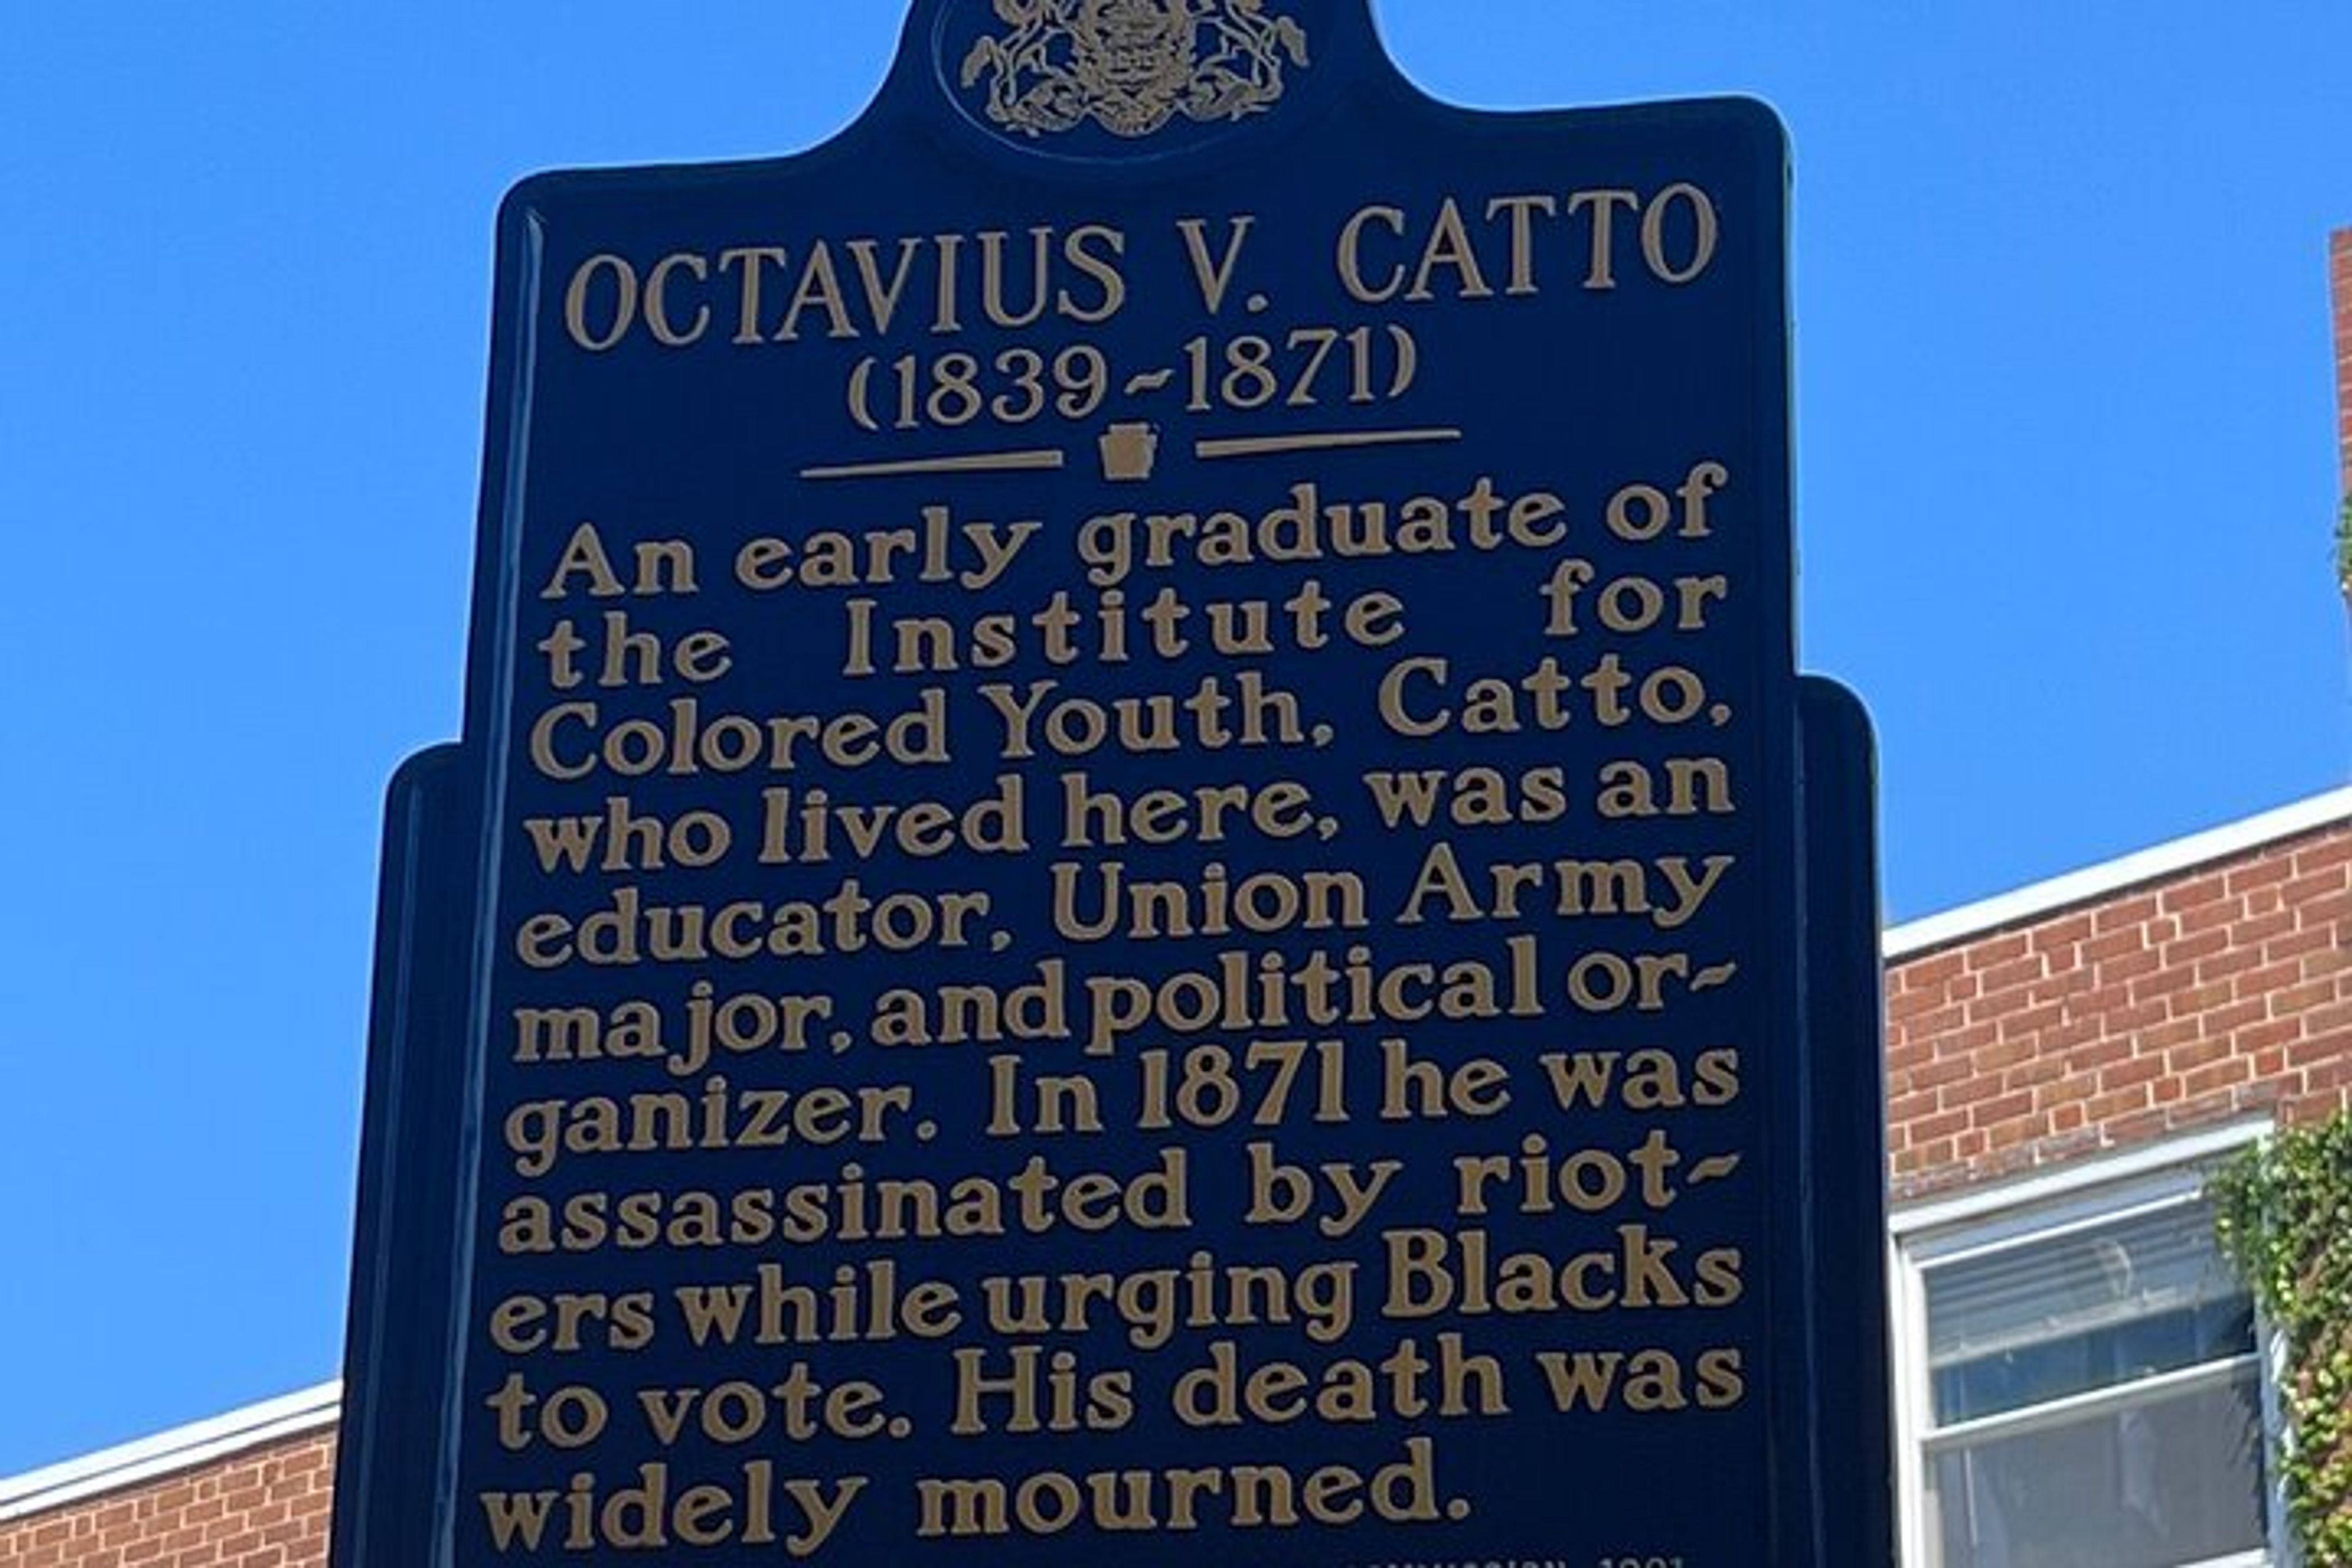 OCTAVIUS V. CATTO
(1839-1871)
An early graduate of
the Institute for
Colored Youth, Catto,
who lived here, was an
educator, Union Army
major, and political or-
ganizer. In 1871 he was
assassinated by riot-
ers while urging Blacks
to vote. His death was
widely mourned.